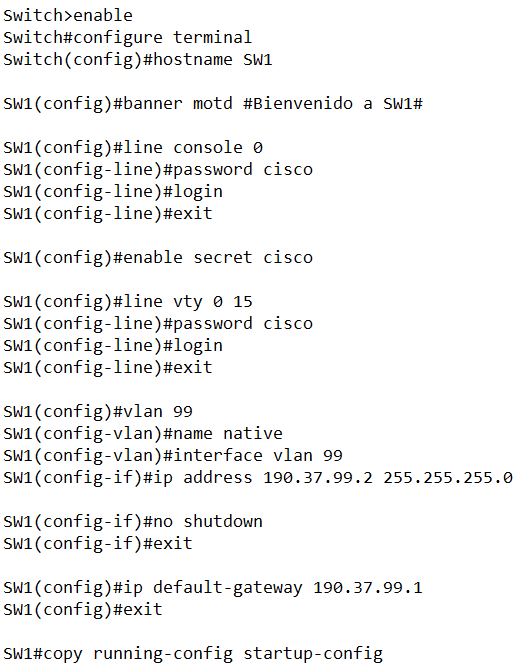 Switch>enable
Switch#configure terminal
Switch(config)#hostname SW1
SW1(config)#banner motd #Bienvenido a SW1#
SW1(config)#line console 0
SW1(config-line)#password cisco
SW1(config-line)#login
SW1(config-line)#exit
SW1(config)#enable secret cisco
SW1(config)#line vty 0 15
SW1(config-line)#password cisco
SW1(config-line)#login
SW1(config-line)#exit
SW1(config)#vlan 99
SW1(config-vlan)#name native
SW1(config-vlan)#interface vlan 99
SW1(config-if)#ip address 190.37.99.2 255.255.255.0
SW1(config-if)#no shutdown
SW1(config-if)#exit
SW1(config)#ip default-gateway 190.37.99.1
SW1(config)#exit
SW1#copy running-config startup-config